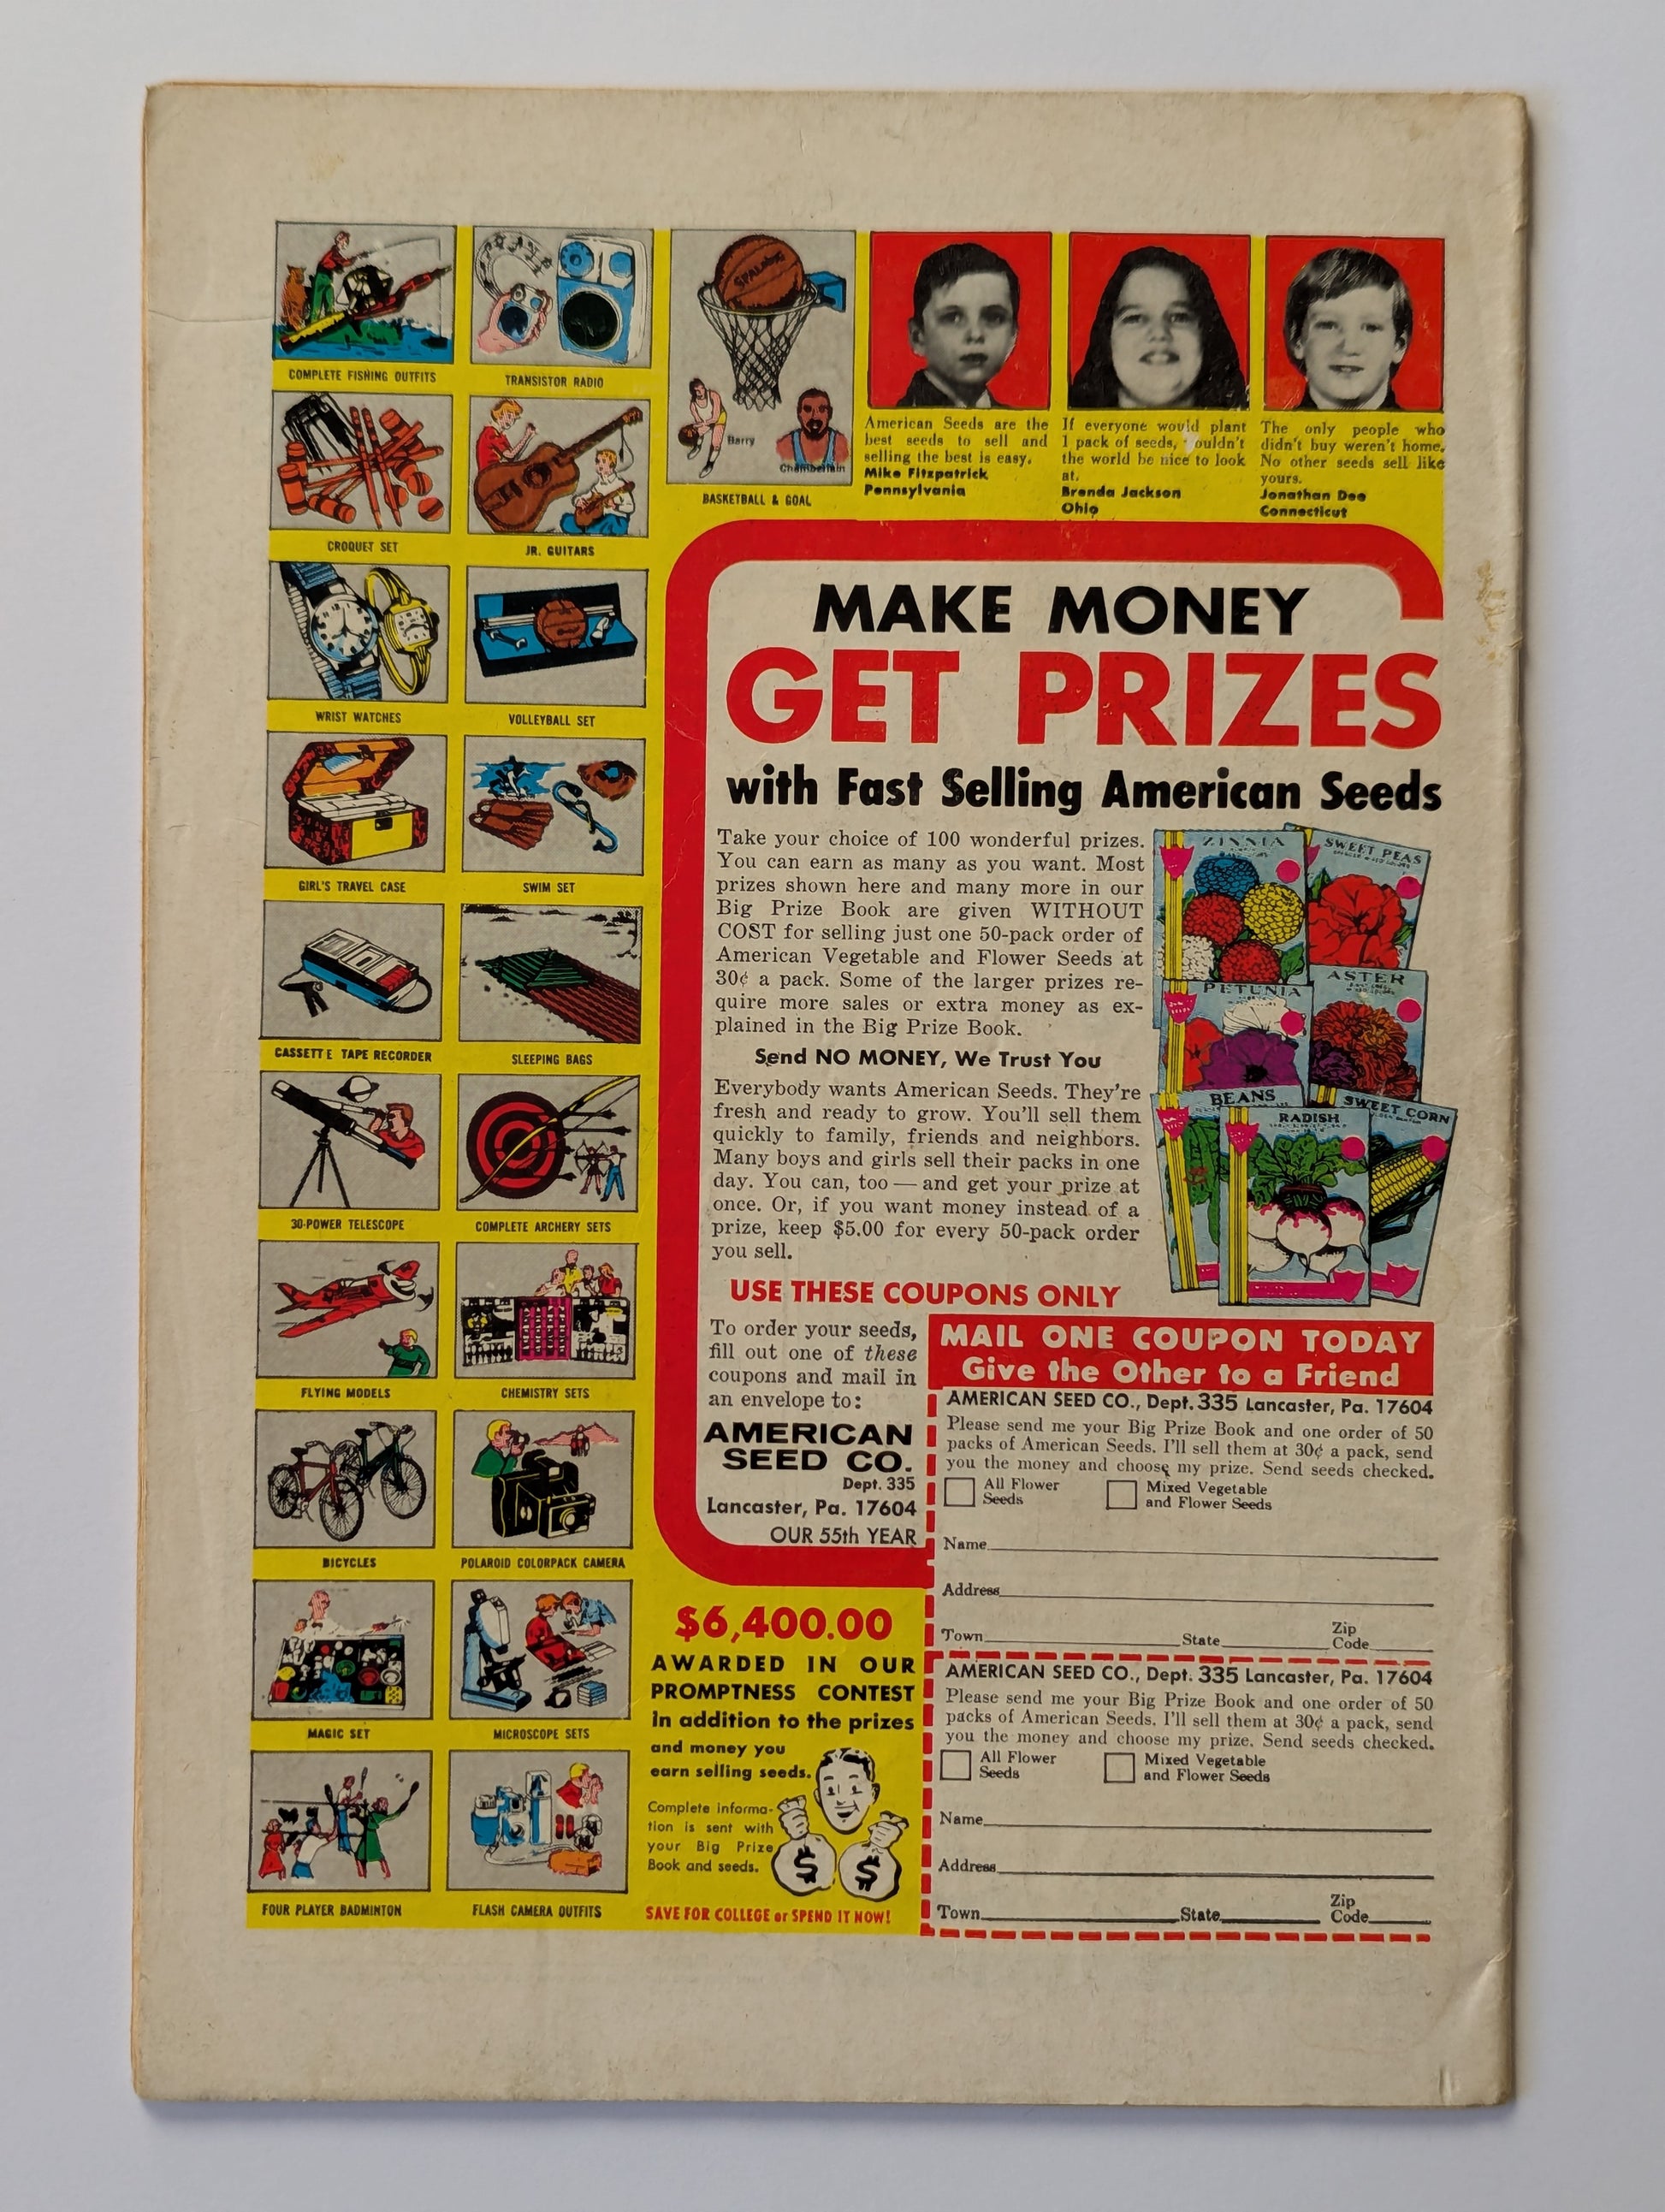 COMPLETE FISHING OUTFITS
TRANSISTOR RADIO
SPALDING
Barry
Chamberlain
BASKETBALL & GOAL
CROQUET SET
JR. GUITARS
WRIST WATCHES
VOLLEYBALL SET
GIRL'S TRAVEL CASE
SWIM SET
CASSETTE TAPE RECORDER
SLEEPING BAGS
30-POWER TELESCOPE
COMPLETE ARCHERY SETS
FLYING MODELS
CHEMISTRY SETS
BICYCLES
POLAROID COLORPACK CAMERA
MAGIC SET
MICROSCOPE SETS
FOUR PLAYER BADMINTON
FLASH CAMERA OUTFITS
American Seeds are the
best seeds to sell and
selling the best is easy.
Mike Fitzpatrick
Pennsylvania
If everyone would plant
1 pack of seeds, ouldn't
the world be nice to look
at.
Brenda Jackson
Ohio
The only people who
didn't buy weren't home.
No other seeds sell like
yours.
Jonathan Dee
Connecticut
MAKE MONEY
GET PRIZES
with Fast Selling American Seeds
Take your choice of 100 wonderful prizes.
You can earn as many as you want. Most
prizes shown here and many more in our
Big Prize Book are given WITHOUT
COST for selling just one 50-pack order of
American Vegetable and Flower Seeds at
30¢ a pack. Some of the larger prizes re-
quire more sales or extra money as ex-
plained in the Big Prize Book.
Send NO MONEY, We Trust You
Everybody wants American Seeds. They're
fresh and ready to grow. You'll sell them
quickly to family, friends and neighbors.
Many boys and girls sell their packs in one
day. You can, too — and get your prize at
once. Or, if you want money instead of a
prize, keep $5.00 for every 50-pack order
you sell.
ZINNIA
SWEET PEAS
PETUNIA
ASTER
BEANS
RADISH
SWEET CORN
USE THESE COUPONS ONLY
To order your seeds,
fill out one of these
coupons and mail in
an envelope to:
AMERICAN
SEED CO.
Dept. 335
Lancaster, Pa. 17604
OUR 55th YEAR
$6,400.00
AWARDED IN OUR
PROMPTNESS CONTEST
in addition to the prizes
and money you
earn selling seeds.
Complete informa-
tion is sent with
your Big Prize
Book and seeds.
$ $
SAVE FOR COLLEGE or SPEND IT NOW!
MAIL ONE COUPON TODAY
Give the Other to a Friend
AMERICAN SEED CO., Dept. 335 Lancaster, Pa. 17604
Please send me your Big Prize Book and one order of 50
packs of American Seeds. I'll sell them at 30¢ a pack, send
you the money and choose my prize. Send seeds checked.
All Flower
Seeds
Mixed Vegetable
and Flower Seeds
Name
Address
Town State Zip
Code
AMERICAN SEED CO., Dept. 335 Lancaster, Pa. 17604
Please send me your Big Prize Book and one order of 50
packs of American Seeds. I'll sell them at 30¢ a pack, send
you the money and choose my prize. Send seeds checked.
All Flower
Seeds
Mixed Vegetable
and Flower Seeds
Name
Address
Town State Zip
Code